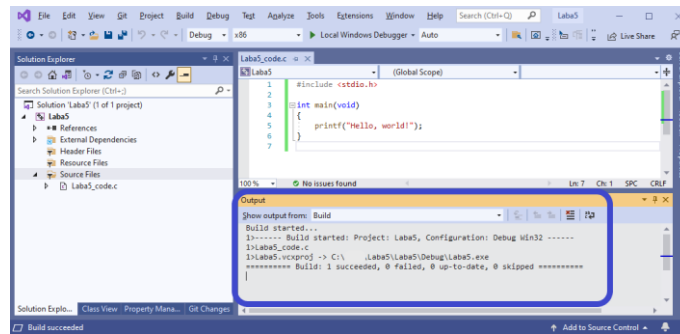 File Edit View Git Project Build Debug Test Analyze Tools Extensions Window Help Search (Ctrl+Q) Laba5
Debug x86 Local Windows Debugger Auto Live Share
Solution Explorer
Search Solution Explorer (Ctrl+;)
Solution 'Laba5' (1 of 1 project)
Laba5
References
External Dependencies
Header Files
Resource Files
Source Files
Laba5_code.c
Solution Explo... Class View Property Mana... Git Changes
Laba5_code.c
Laba5 (Global Scope)
1 #include <stdio.h>
2
3 int main(void)
4 {
5 printf("Hello, world!");
6 }
7
100 % No issues found Ln: 7 Ch: 1 SPC CRLF
Output
Show output from: Build
Build started...
1>------ Build started: Project: Laba5, Configuration: Debug Win32 ------
1>Laba5_code.c
1>Laba5.vcxproj -> C:\ .Laba5\Laba5\Debug\Laba5.exe
========== Build: 1 succeeded, 0 failed, 0 up-to-date, 0 skipped ==========
Build succeeded Add to Source Control